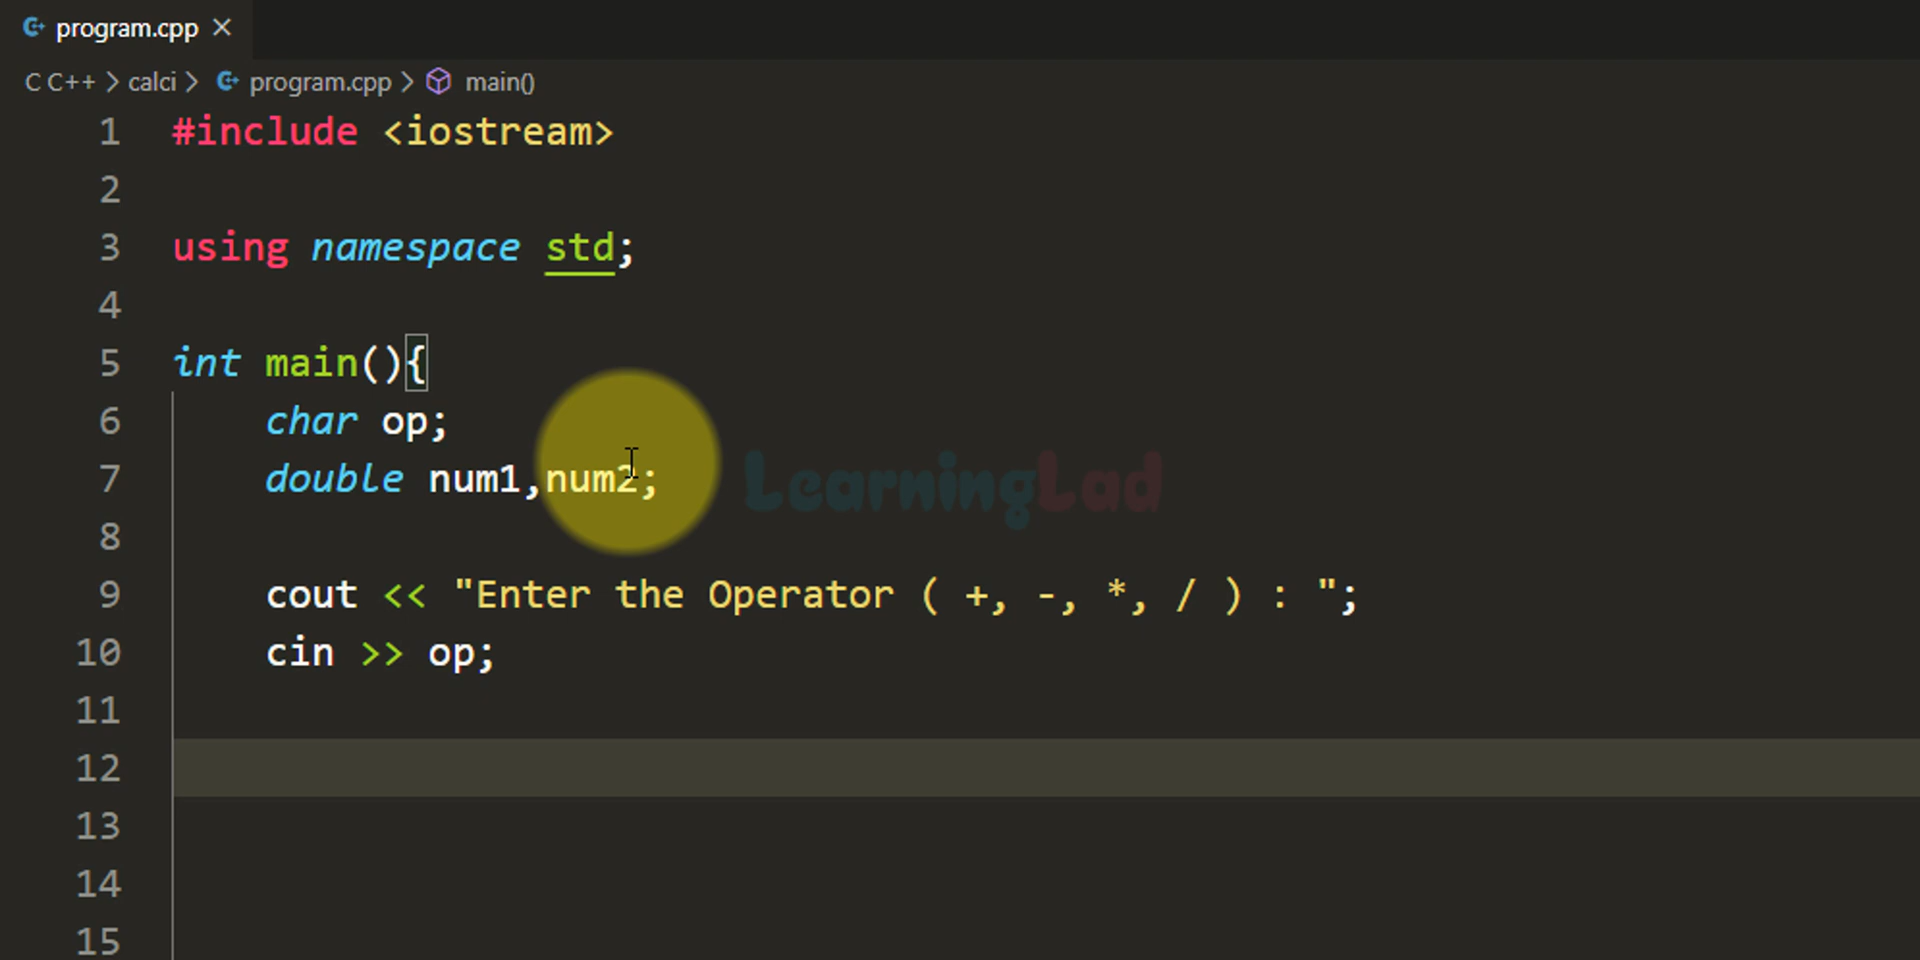 program.cpp ×
C C++ > calci > program.cpp > main()
1 #include <iostream>
2
3 using namespace std;
4
5 int main(){
6 char op;
7 double num1,num2;
LearningLad
8
9 cout << "Enter the Operator ( +, -, *, / ) : ";
10 cin >> op;
11
12
13
14
15